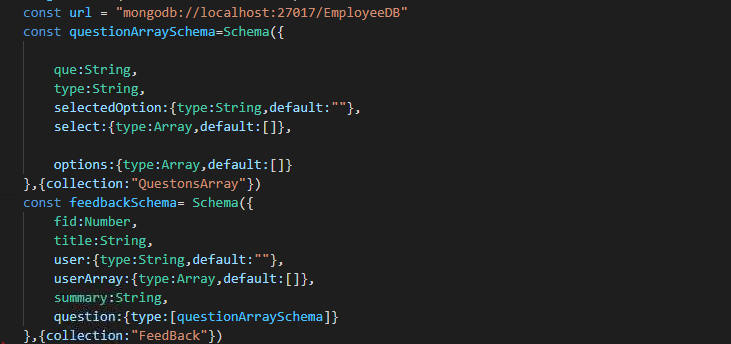 const url = "mongodb://localhost:27017/EmployeeDB"
const questionArraySchema=Schema({
que:String,
type:String,
selectedOption:{type:String,default:""},
select:{type:Array,default:[]},
options:{type:Array,default:[]}
},{collection:"QuestonsArray"})
const feedbackSchema= Schema({
fid:Number,
title:String,
user:{type:String,default:""},
userArray:{type:Array,default:[]},
summary:String,
question:{type:[questionArraySchema]}
},{collection:"FeedBack"})